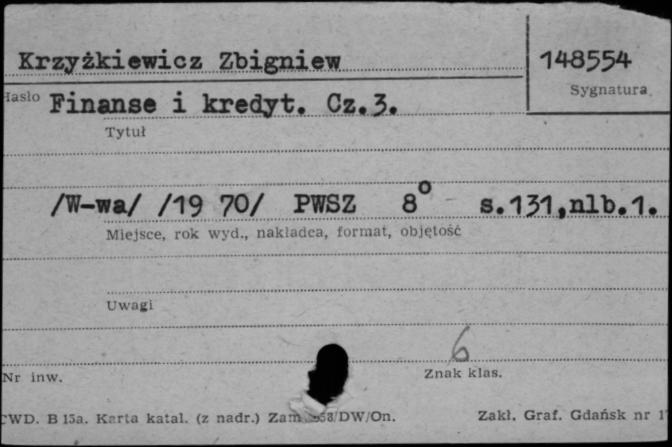 Krzyżkiewicz Zbigniew
148554
Hasło
Sygnatura
Finanse i kredyt. Cz.3.
Tytuł
/W-wa/ /19 70/ PWSZ 8° s.131,nlb.1.
Miejsce, rok wyd., nakładca, format, objętość
Uwagi
6
Nr inw.
Znak klas.
CWD. B 15a. Karta katal. (z nadr.) Zam 58/DW/On.
Zakł. Graf. Gdańsk nr 1